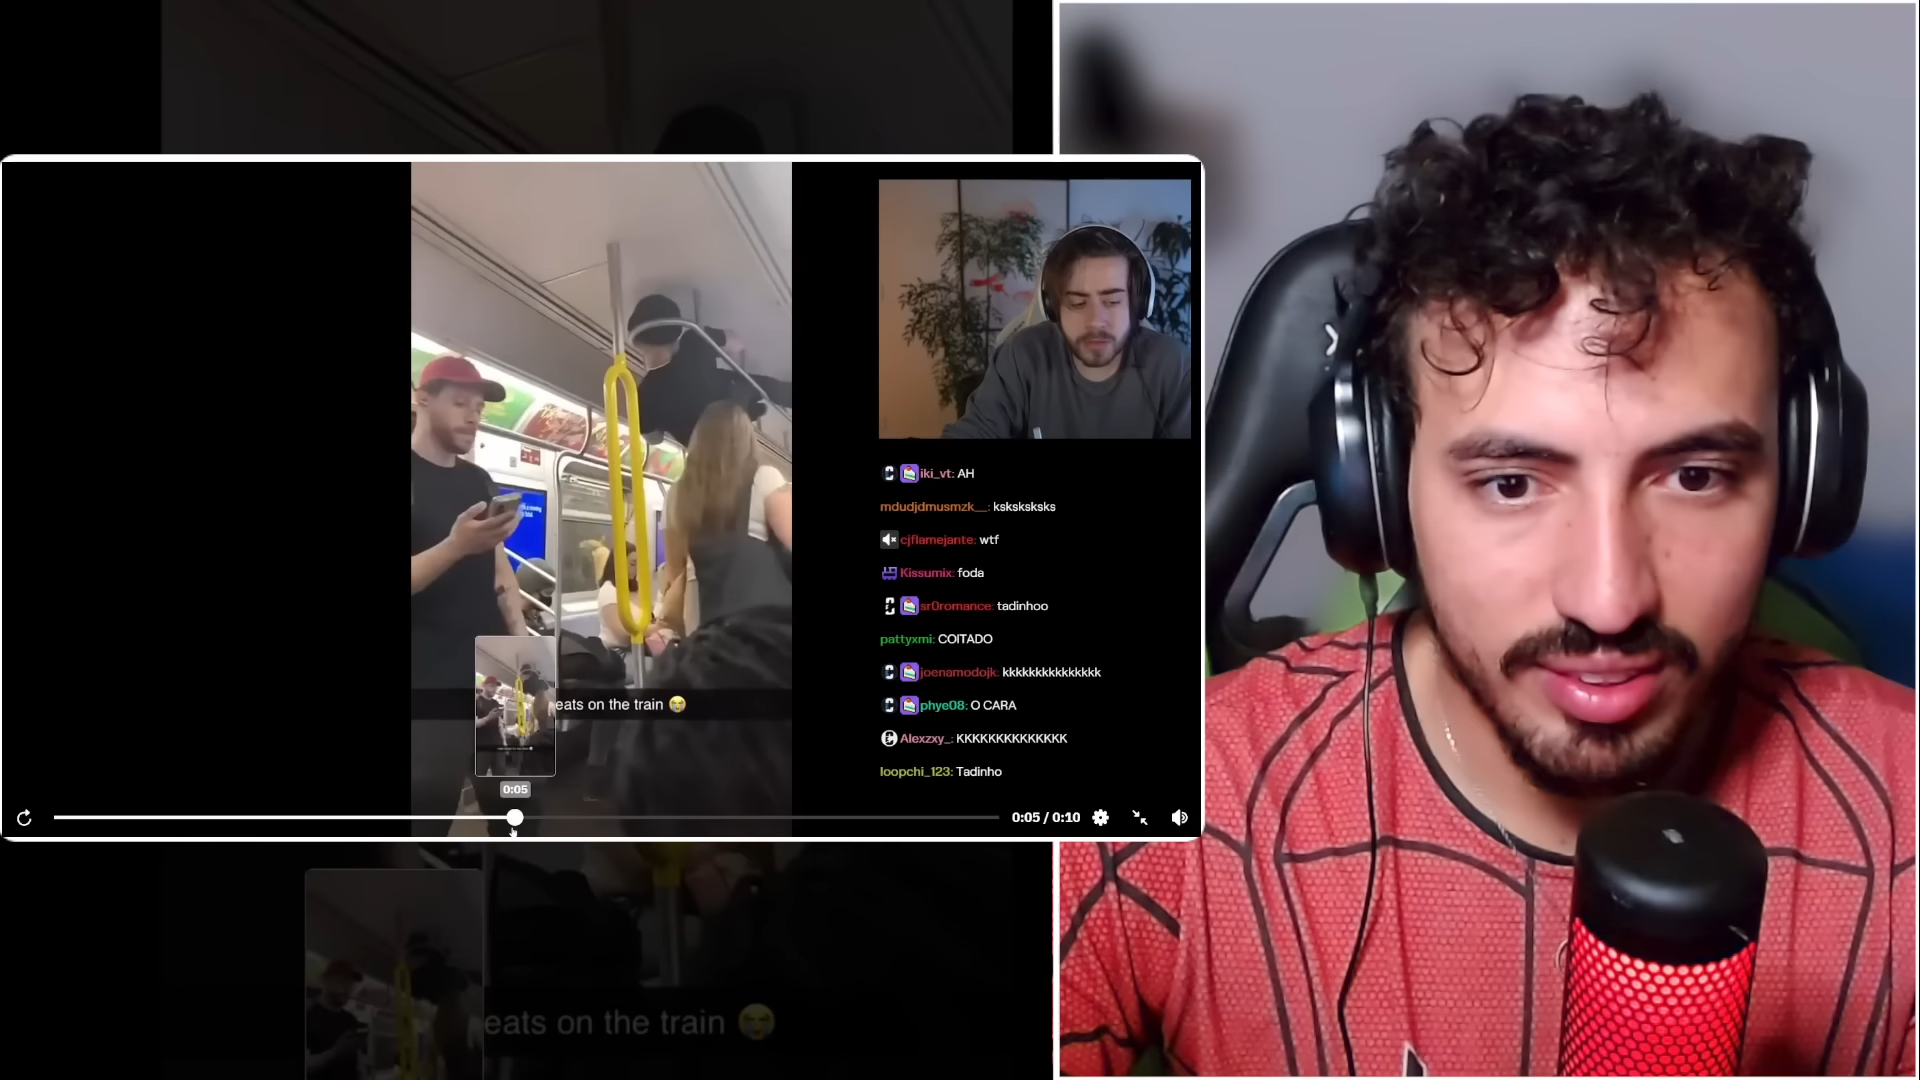 iki_vt: AH
mdudjdmusmzk__: ksksksksks
cjflamejante: wtf
Kissumix: foda
sr0romance: tadinhoo
pattyxmi: COITADO
joenamodojk: kkkkkkkkkkkkkkk
phye08: O CARA
Alexzxy_: KKKKKKKKKKKKKK
loopchi_123: Tadinho
eats on the train 😭
0:05
0:05 / 0:10
eats on the train 😭